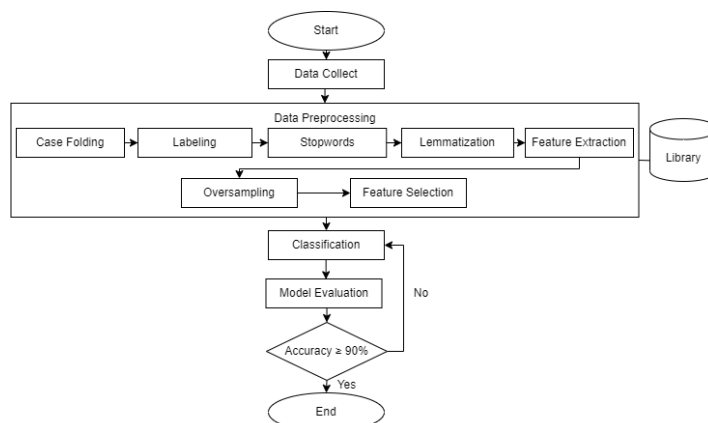 Start
Data Collect
Data Preprocessing
Case Folding
Labeling
Stopwords
Lemmatization
Feature Extraction
Library
Oversampling
Feature Selection
Classification
Model Evaluation
No
Accuracy ≥ 90%
Yes
End